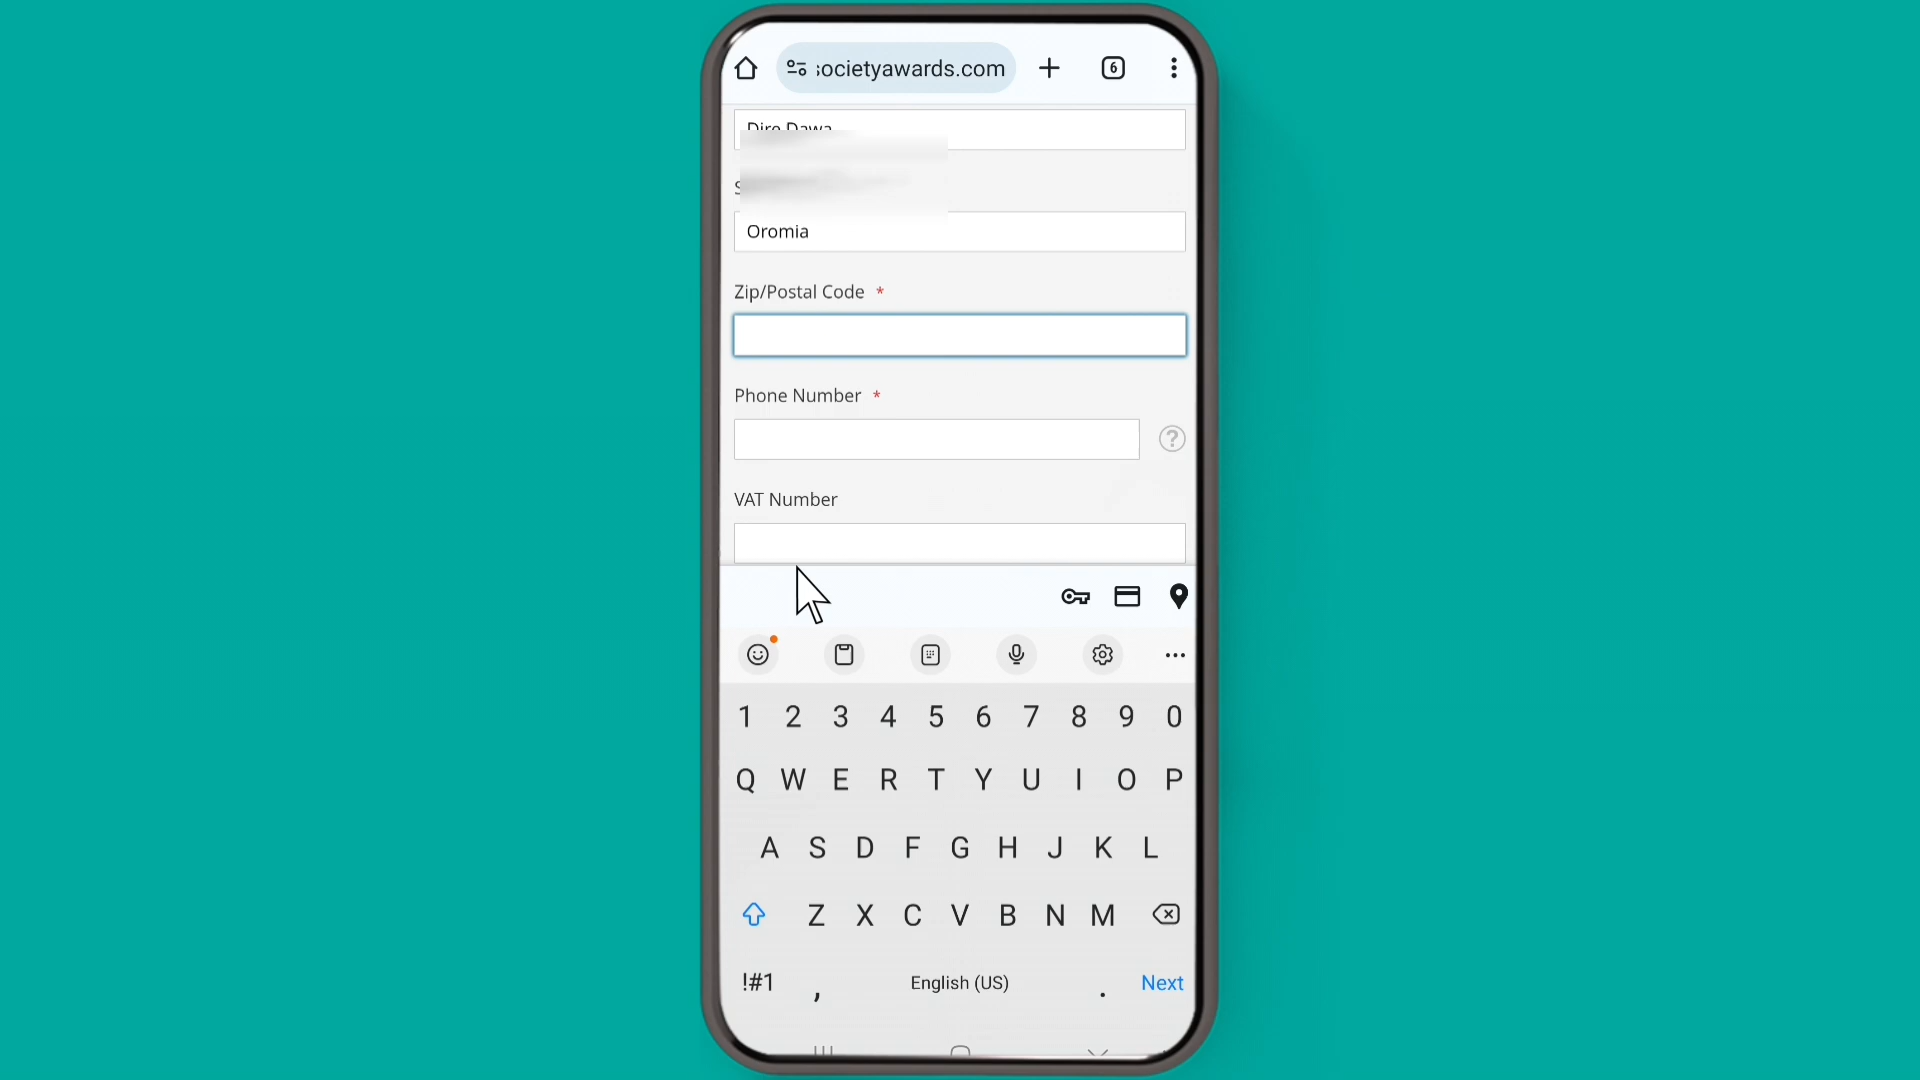 societyawards.com
6
Dire Dawa
Oromia
Zip/Postal Code *
Phone Number *
?
VAT Number
1 2 3 4 5 6 7 8 9 0
Q W E R T Y U I O P
A S D F G H J K L
Z X C V B N M
!#1 , English (US) . Next